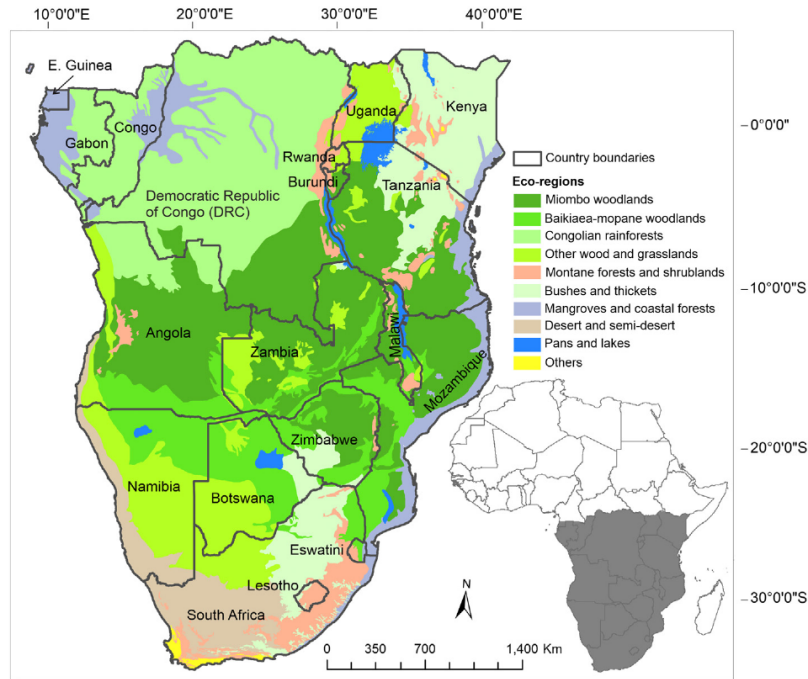 10°0'0"E 20°0'0"E 30°0'0"E 40°0'0"E
E. Guinea
Uganda
Kenya
Congo
Gabon
0°0'0"
Rwanda
Burundi
Tanzania
Democratic Republic
of Congo (DRC)
Country boundaries
Eco-regions
Miombo woodlands
Baikiaea-mopane woodlands
Congolian rainforests
Other wood and grasslands
Montane forests and shrublands
Bushes and thickets
Mangroves and coastal forests
Desert and semi-desert
Pans and lakes
Others
10°0'0"S
Angola
Zambia
Malawi
Mozambique
Zimbabwe
20°0'0"S
Namibia
Botswana
Eswatini
Lesotho
South Africa
N
30°0'0"S
0 350 700 1,400 Km